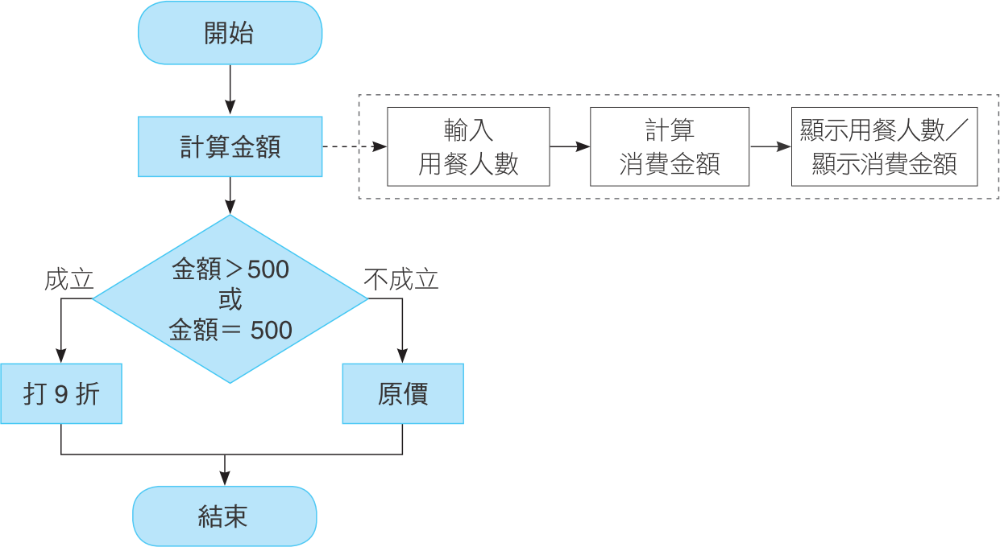 開始
計算金額
輸入
用餐人數
計算
消費金額
顯示用餐人數／
顯示消費金額
金額＞500
或
金額＝ 500
成立
不成立
打 9 折
原價
結束